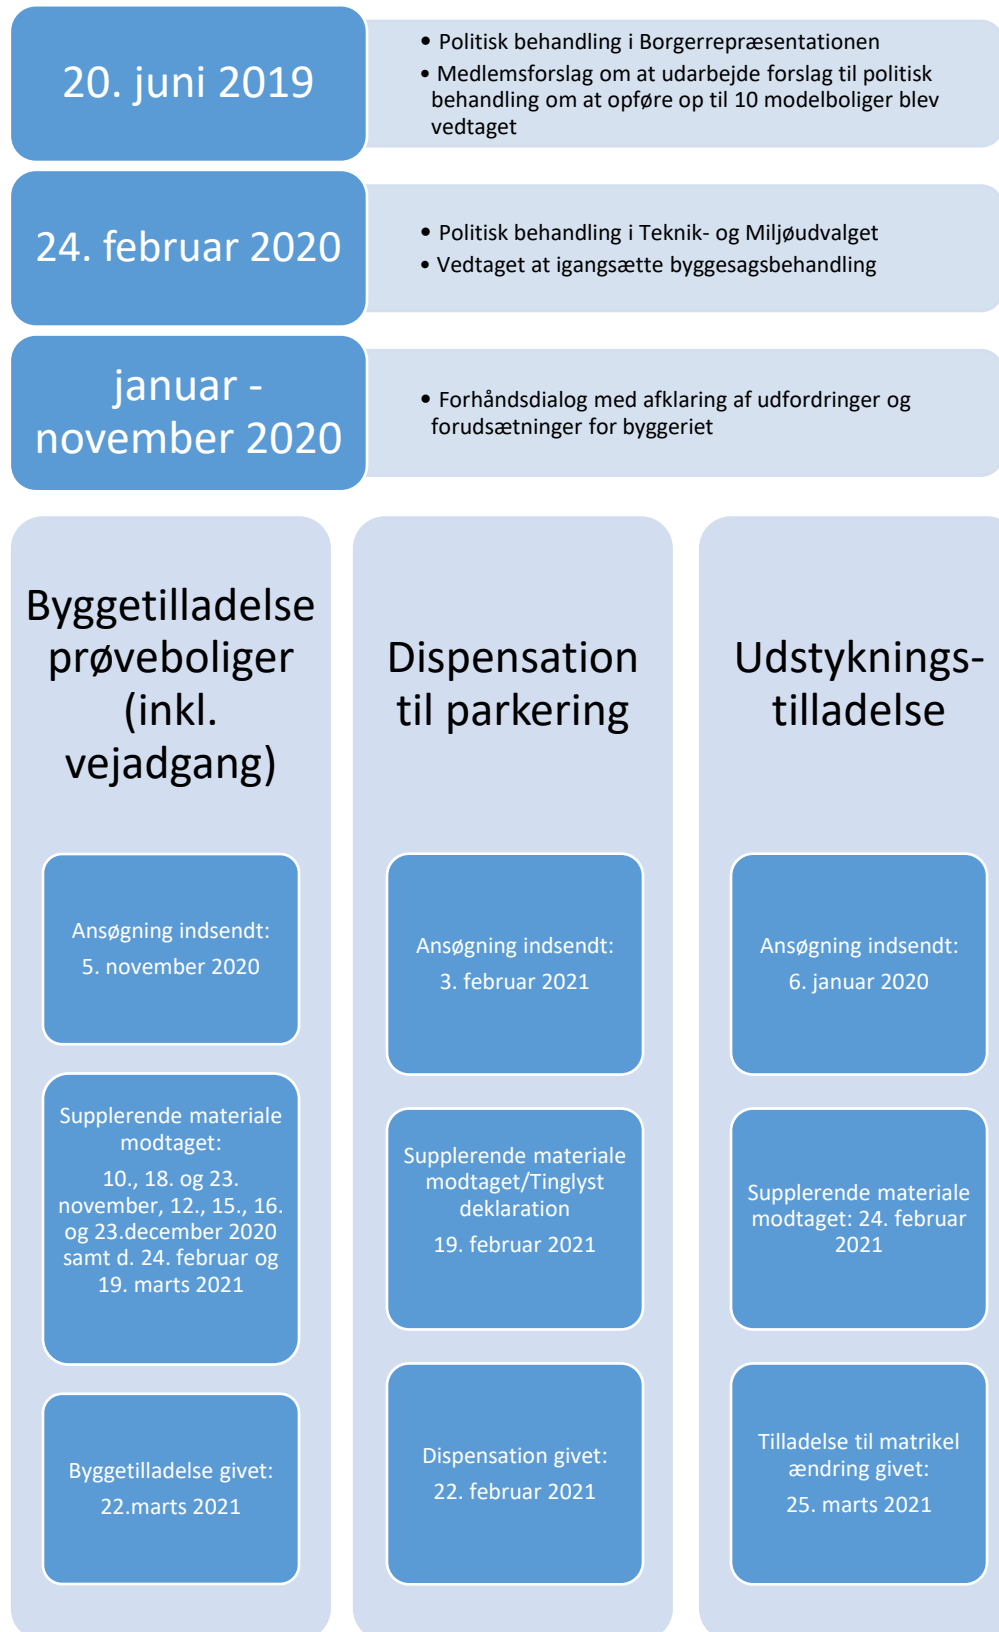 20. juni 2019
• Politisk behandling i Borgerrepræsentationen
• Medlemsforslag om at udarbejde forslag til politisk
behandling om at opføre op til 10 modelboliger blev
vedtaget
24. februar 2020
• Politisk behandling i Teknik- og Miljøudvalget
• Vedtaget at igangsætte byggesagsbehandling
januar -
november 2020
• Forhåndsdialog med afklaring af udfordringer og
forudsætninger for byggeriet
Byggetilladelse
prøveboliger
(inkl.
vejadgang)
Ansøgning indsendt:
5. november 2020
Supplerende materiale
modtaget:
10., 18. og 23.
november, 12., 15., 16.
og 23.december 2020
samt d. 24. februar og
19. marts 2021
Byggetilladelse givet:
22.marts 2021
Dispensation
til parkering
Ansøgning indsendt:
3. februar 2021
Supplerende materiale
modtaget/Tinglyst
deklaration
19. februar 2021
Dispensation givet:
22. februar 2021
Udstyknings-
tilladelse
Ansøgning indsendt:
6. januar 2020
Supplerende materiale
modtaget: 24. februar
2021
Tilladelse til matrikel
ændring givet:
25. marts 2021